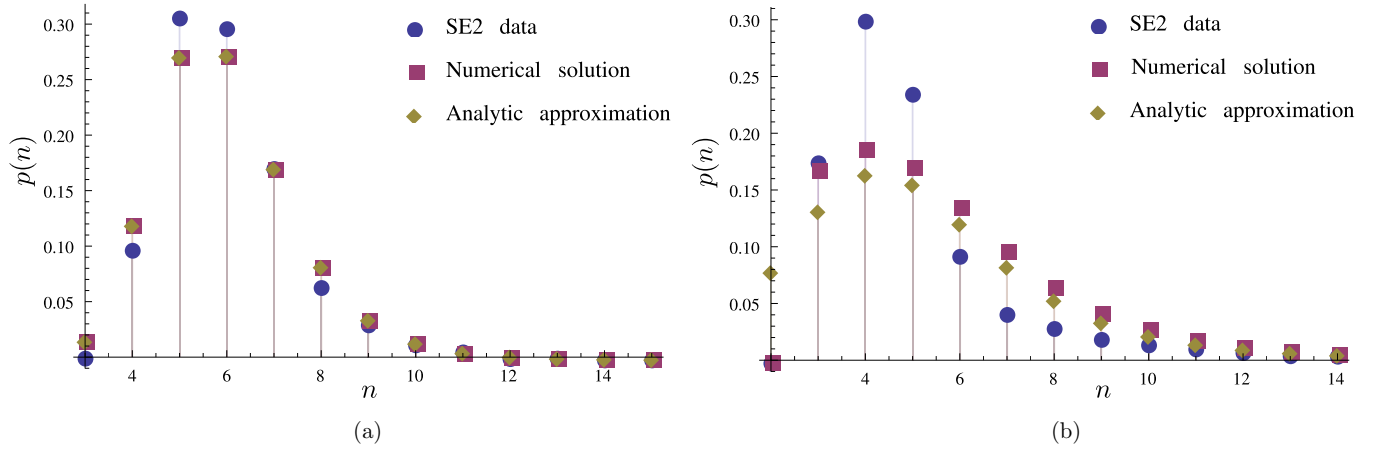 0.30
0.25
0.20
0.15
0.10
0.05
p(n)
4 6 8 10 12 14
n
SE2 data
Numerical solution
Analytic approximation
(a)
0.30
0.25
0.20
0.15
0.10
0.05
p(n)
4 6 8 10 12 14
n
SE2 data
Numerical solution
Analytic approximation
(b)